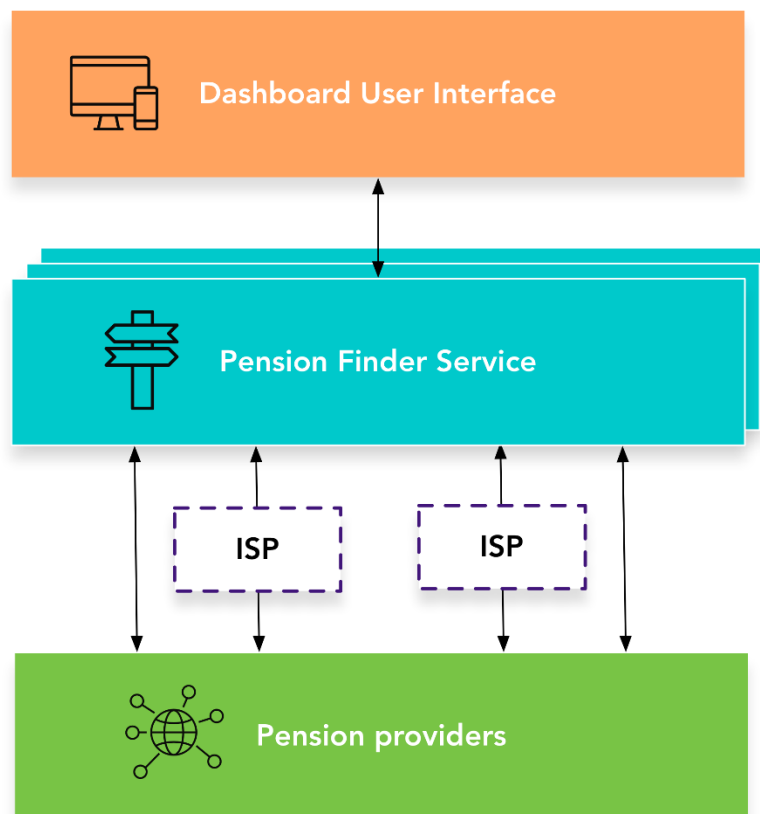 Dashboard User Interface
Pension Finder Service
ISP
ISP
Pension providers